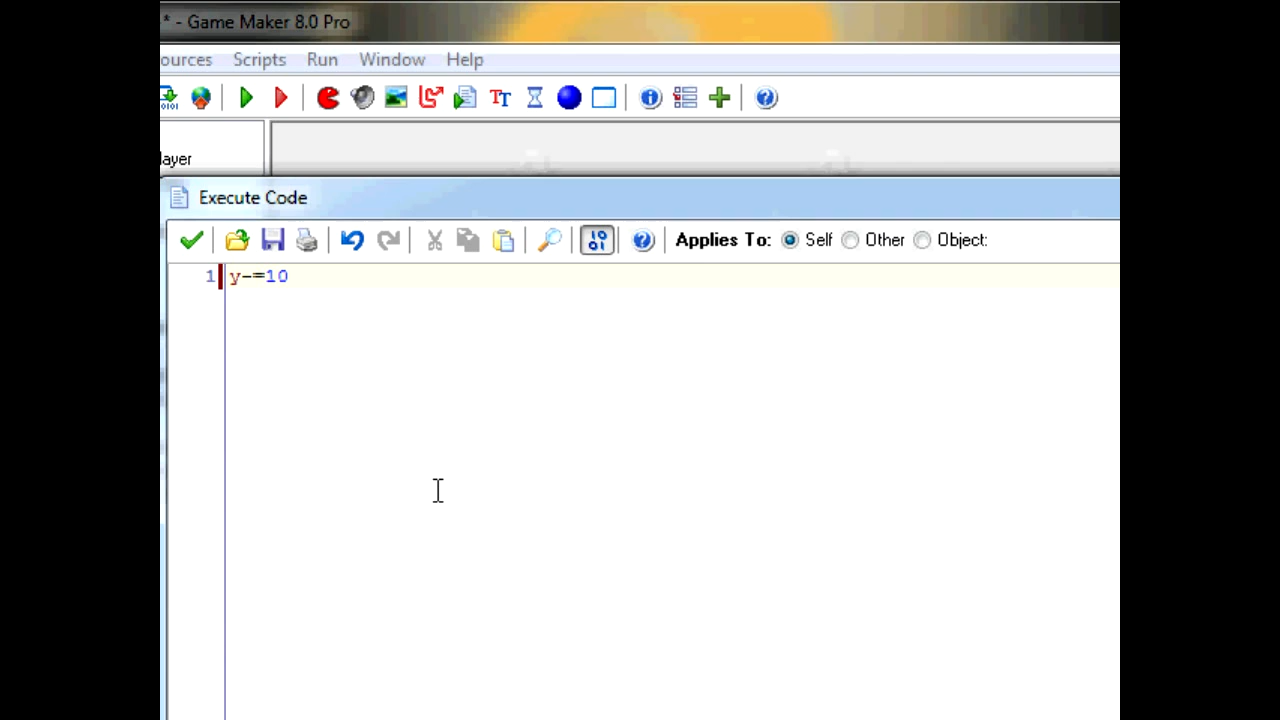 * - Game Maker 8.0 Pro
ources Scripts Run Window Help
layer
Execute Code
Applies To: Self Other Object:
1 y-=10